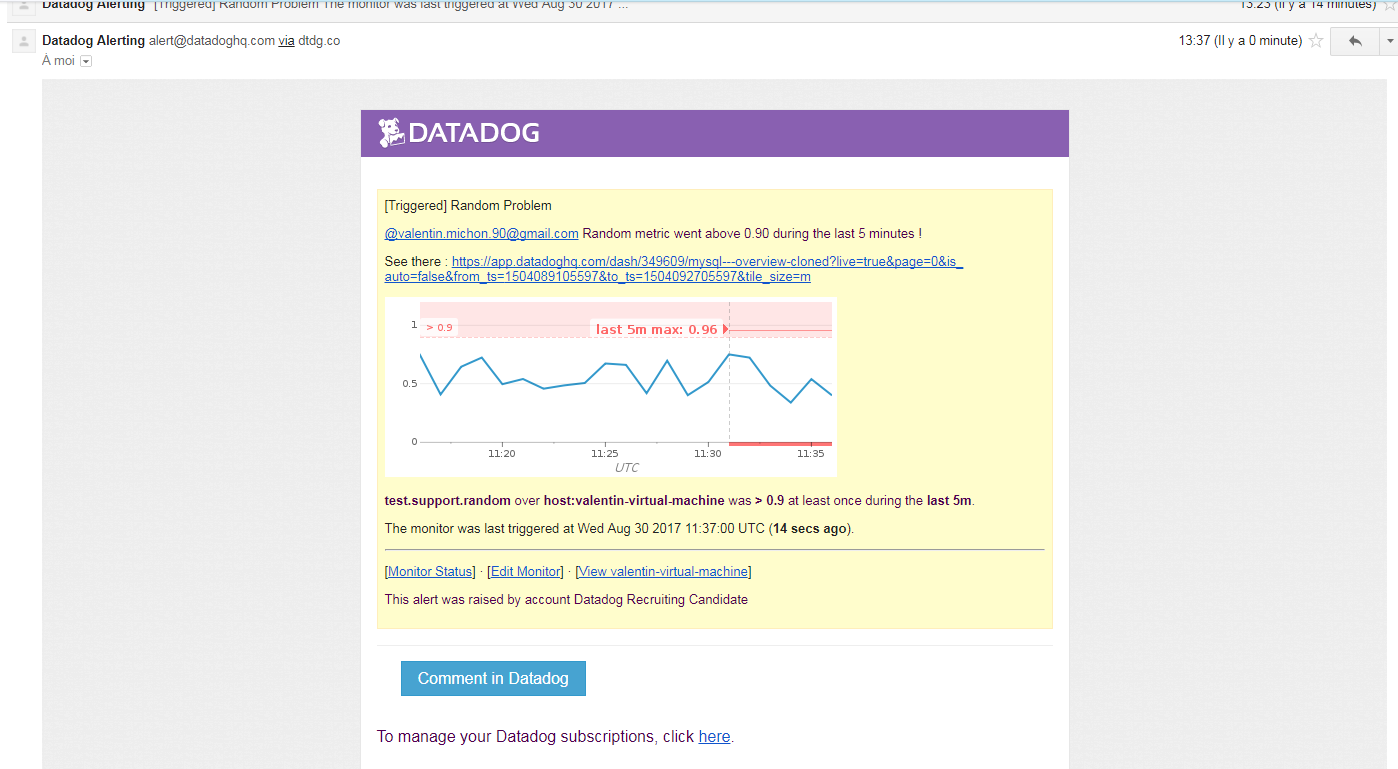 Datadog Alerting [Triggered] Random Problem The monitor was last triggered at Wed Aug 30 2017 ... 13:23 (Il y a 14 minutes)
Datadog Alerting alert@datadoghq.com via dtdg.co 13:37 (Il y a 0 minute)
À moi
DATADOG
[Triggered] Random Problem
@valentin.michon.90@gmail.com Random metric went above 0.90 during the last 5 minutes !
See there : https://app.datadoghq.com/dash/349609/mysql---overview-cloned?live=true&page=0&is_
auto=false&from_ts=1504089105597&to_ts=1504092705597&tile_size=m
1
> 0.9
last 5m max: 0.96
0.5
0
11:20 11:25 11:30 11:35
UTC
test.support.random over host:valentin-virtual-machine was > 0.9 at least once during the last 5m.
The monitor was last triggered at Wed Aug 30 2017 11:37:00 UTC (14 secs ago).
[Monitor Status] · [Edit Monitor] · [View valentin-virtual-machine]
This alert was raised by account Datadog Recruiting Candidate
Comment in Datadog
To manage your Datadog subscriptions, click here.